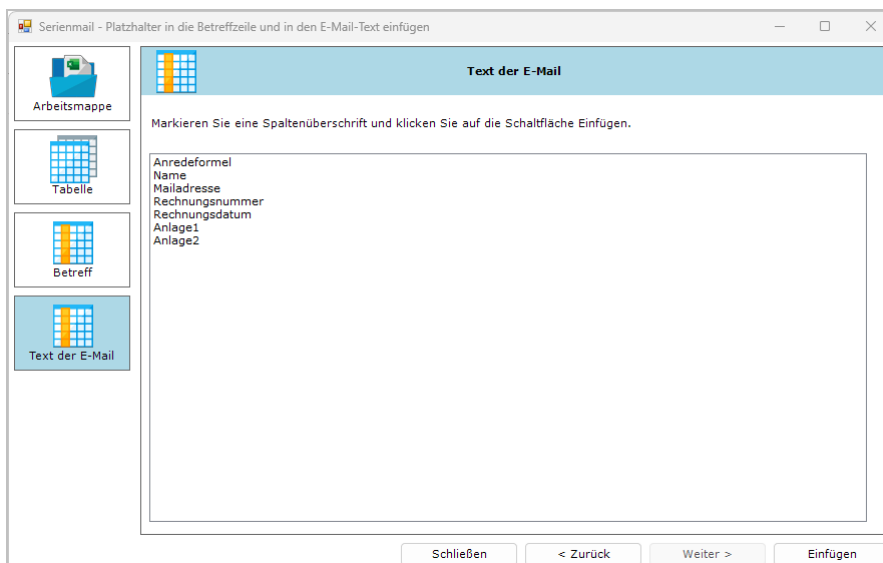 Serienmail - Platzhalter in die Betreffzeile und in den E-Mail-Text einfügen
Arbeitsmappe
Tabelle
Betreff
Text der E-Mail
Text der E-Mail
Markieren Sie eine Spaltenüberschrift und klicken Sie auf die Schaltfläche Einfügen.
Anredeformel
Name
Mailadresse
Rechnungsnummer
Rechnungsdatum
Anlage1
Anlage2
Schließen
< Zurück
Weiter >
Einfügen